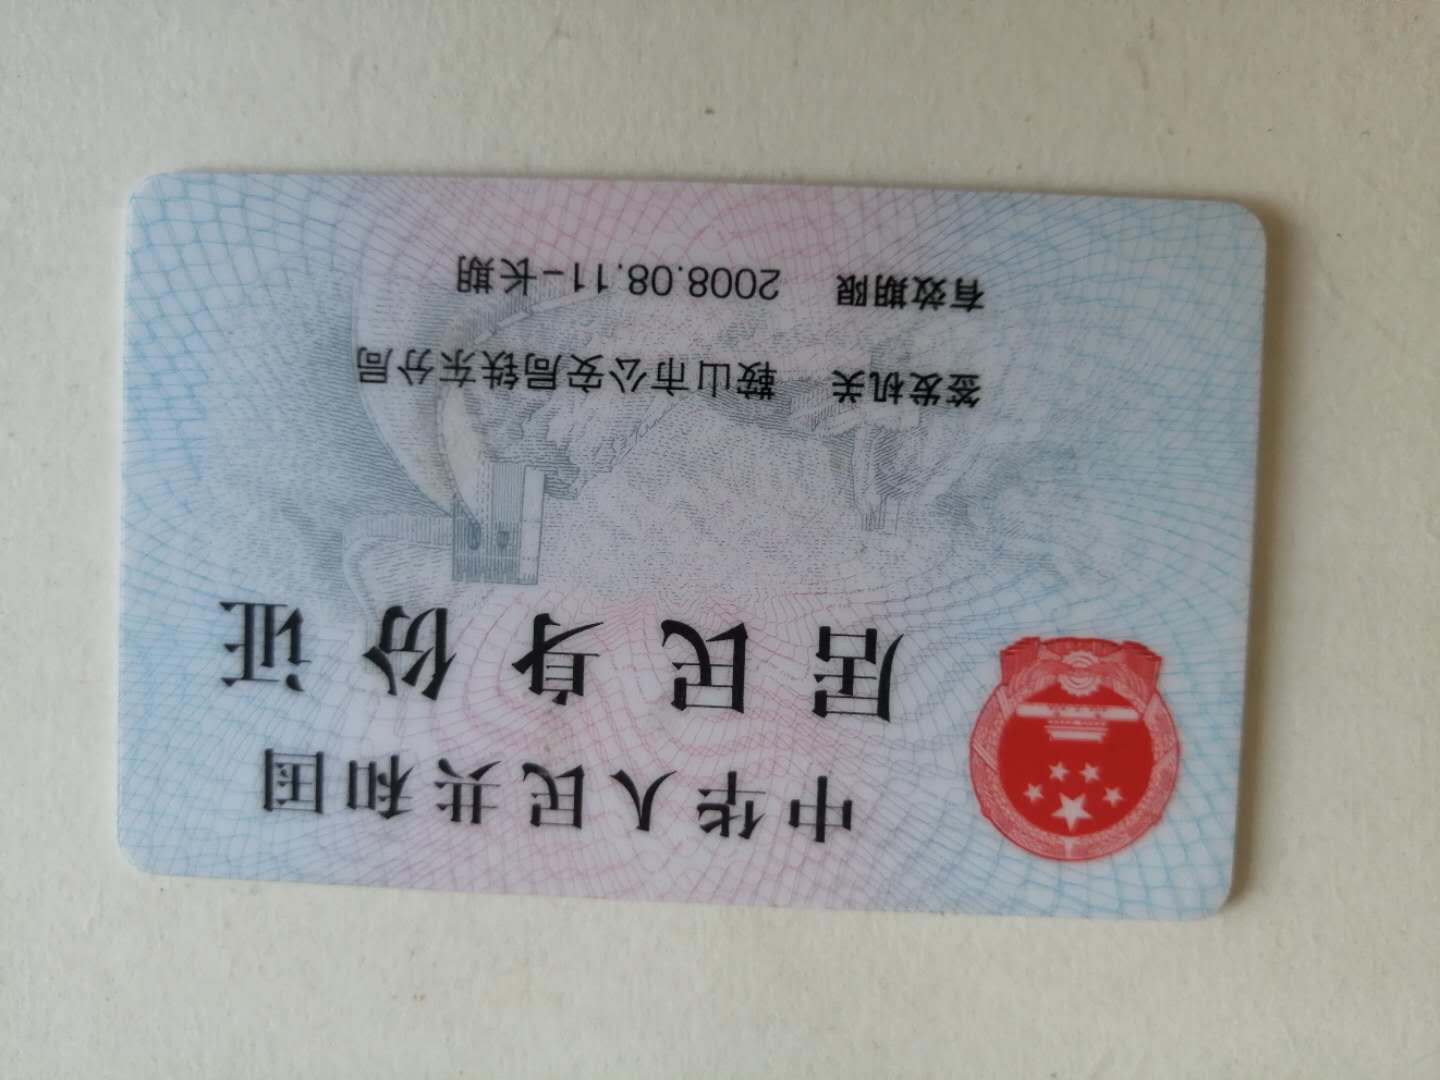 中华人民共和国
居民身份证
签发机关 鞍山市公安局铁东分局
有效期限 2008.08.11-长期